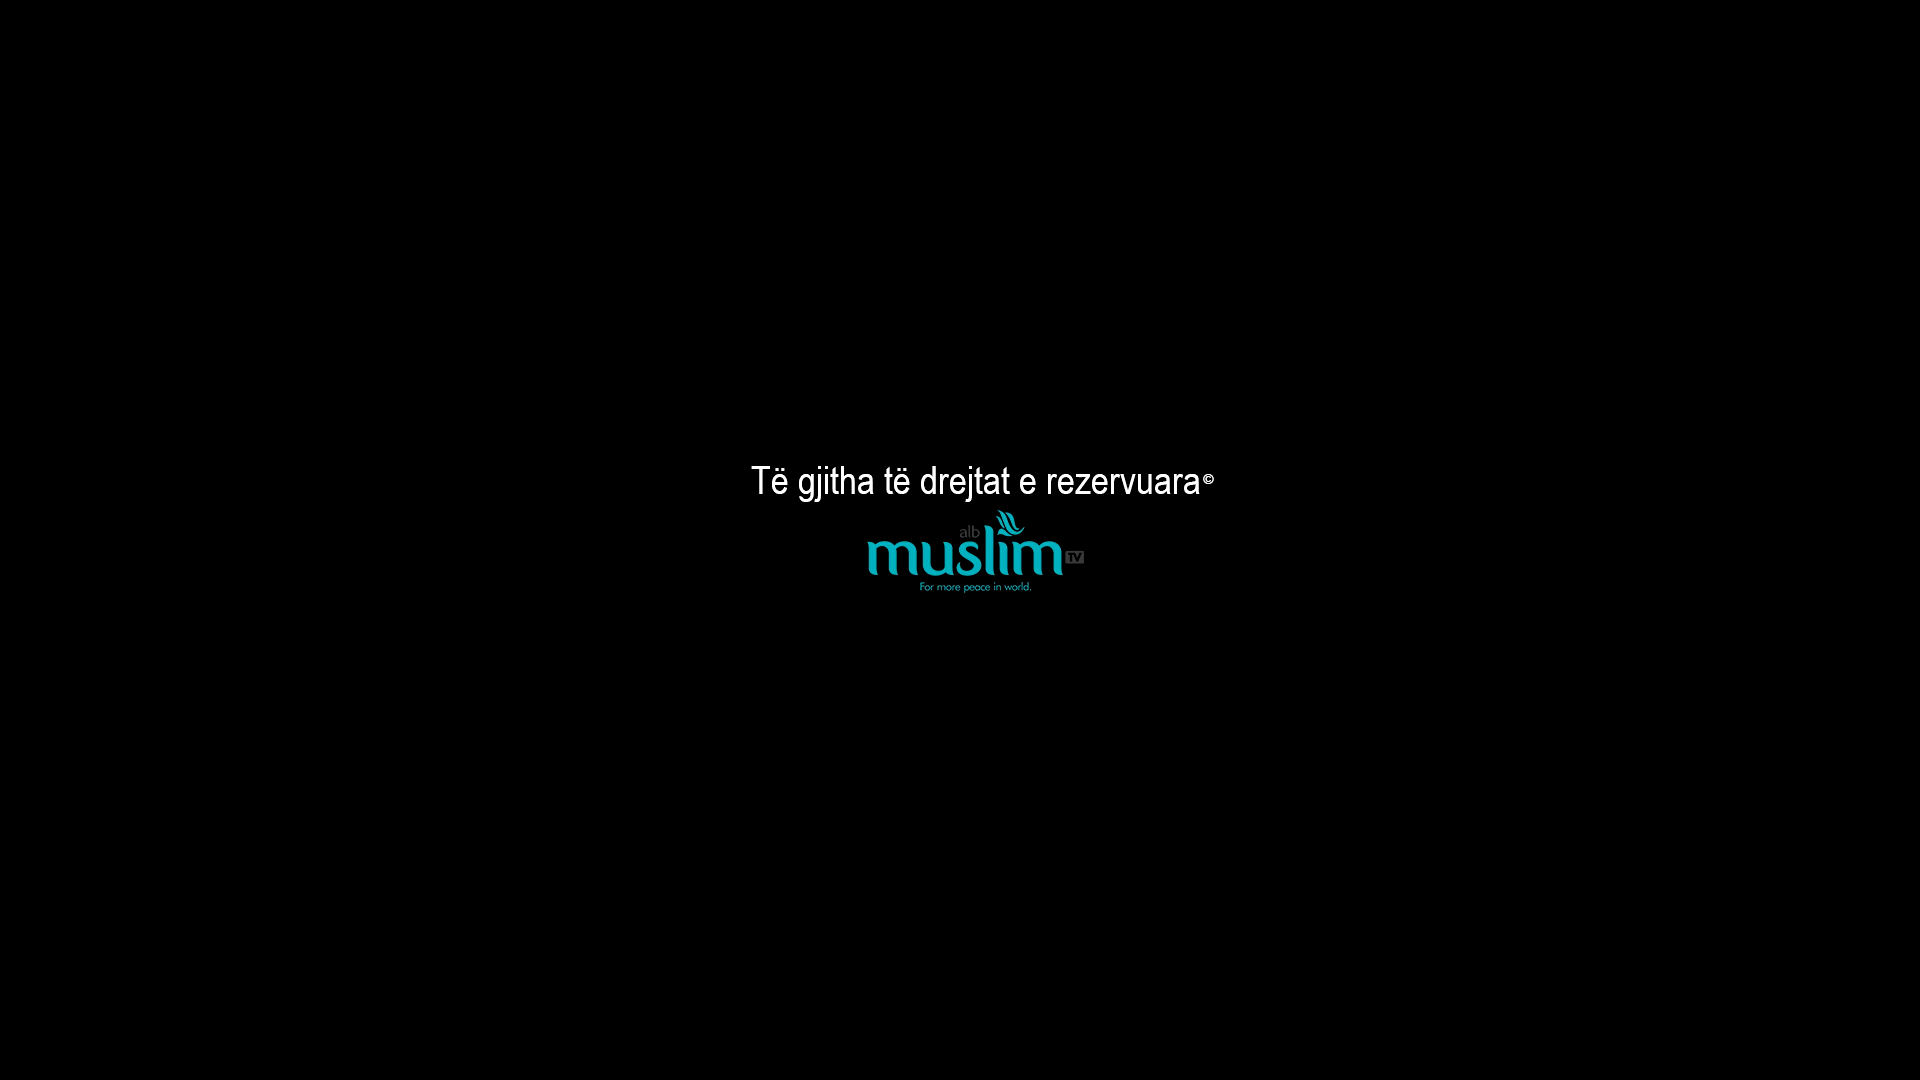 Të gjitha të drejtat e rezervuara©
alb
muslim TV
For more peace in world.